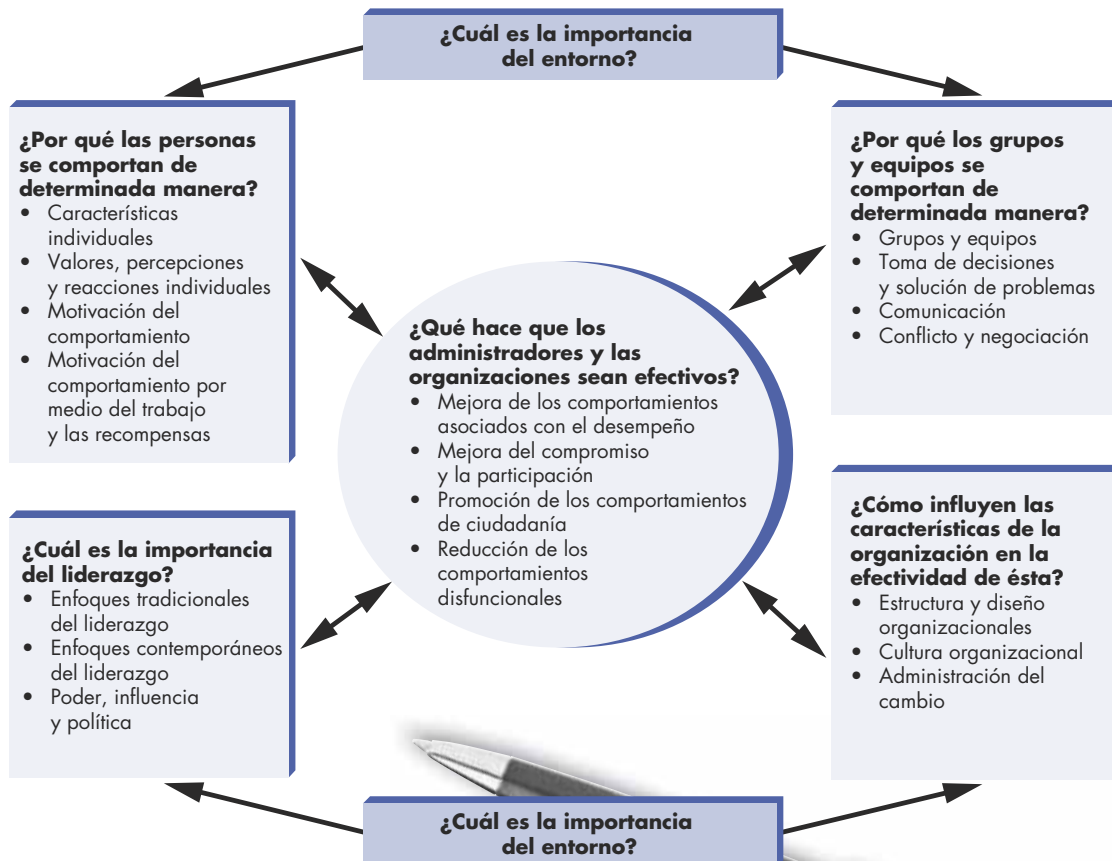 ¿Cuál es la importancia
del entorno?
¿Por qué las personas
se comportan de
determinada manera?
• Características
individuales
• Valores, percepciones
y reacciones individuales
• Motivación del
comportamiento
• Motivación del
comportamiento por
medio del trabajo
y las recompensas
¿Por qué los grupos
y equipos se
comportan de
determinada manera?
• Grupos y equipos
• Toma de decisiones
y solución de problemas
• Comunicación
• Conflicto y negociación
¿Qué hace que los
administradores y las
organizaciones sean efectivos?
• Mejora de los comportamientos
asociados con el desempeño
• Mejora del compromiso
y la participación
• Promoción de los comportamientos
de ciudadanía
• Reducción de los
comportamientos
disfuncionales
¿Cuál es la importancia
del liderazgo?
• Enfoques tradicionales
del liderazgo
• Enfoques contemporáneos
del liderazgo
• Poder, influencia
y política
¿Cómo influyen las
características de la
organización en la
efectividad de ésta?
• Estructura y diseño
organizacionales
• Cultura organizacional
• Administración del
cambio
¿Cuál es la importancia
del entorno?